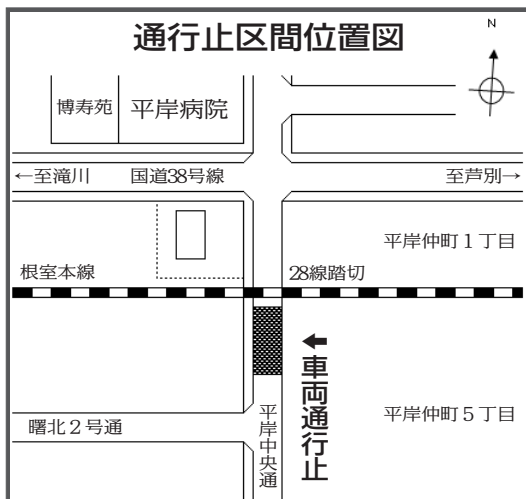 通行止区間位置図
N
博寿苑
平岸病院
←至滝川
国道38号線
至芦別→
平岸仲町１丁目
根室本線
28線踏切
←車両通行止
平岸仲町５丁目
曙北２号通
平岸中央通